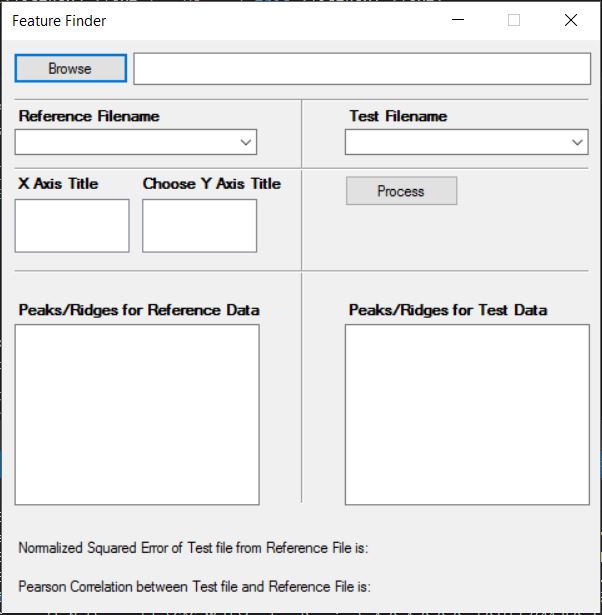 Feature Finder
Browse
Reference Filename
Test Filename
X Axis Title
Choose Y Axis Title
Process
Peaks/Ridges for Reference Data
Peaks/Ridges for Test Data
Normalized Squared Error of Test file from Reference File is:
Pearson Correlation between Test file and Reference File is: